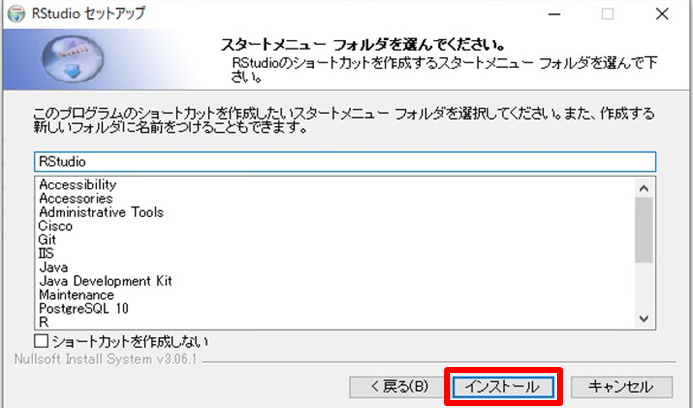 RStudio セットアップ
スタートメニュー フォルダを選んでください。
RStudioのショートカットを作成するスタートメニュー フォルダを選んで下
さい。
このプログラムのショートカットを作成したいスタートメニュー フォルダを選択してください。また、作成する
新しいフォルダに名前をつけることもできます。
RStudio
Accessibility
Accessories
Administrative Tools
Cisco
Git
IIS
Java
Java Development Kit
Maintenance
PostgreSQL 10
R
ショートカットを作成しない
Nullsoft Install System v3.06.1
< 戻る(B)
インストール
キャンセル